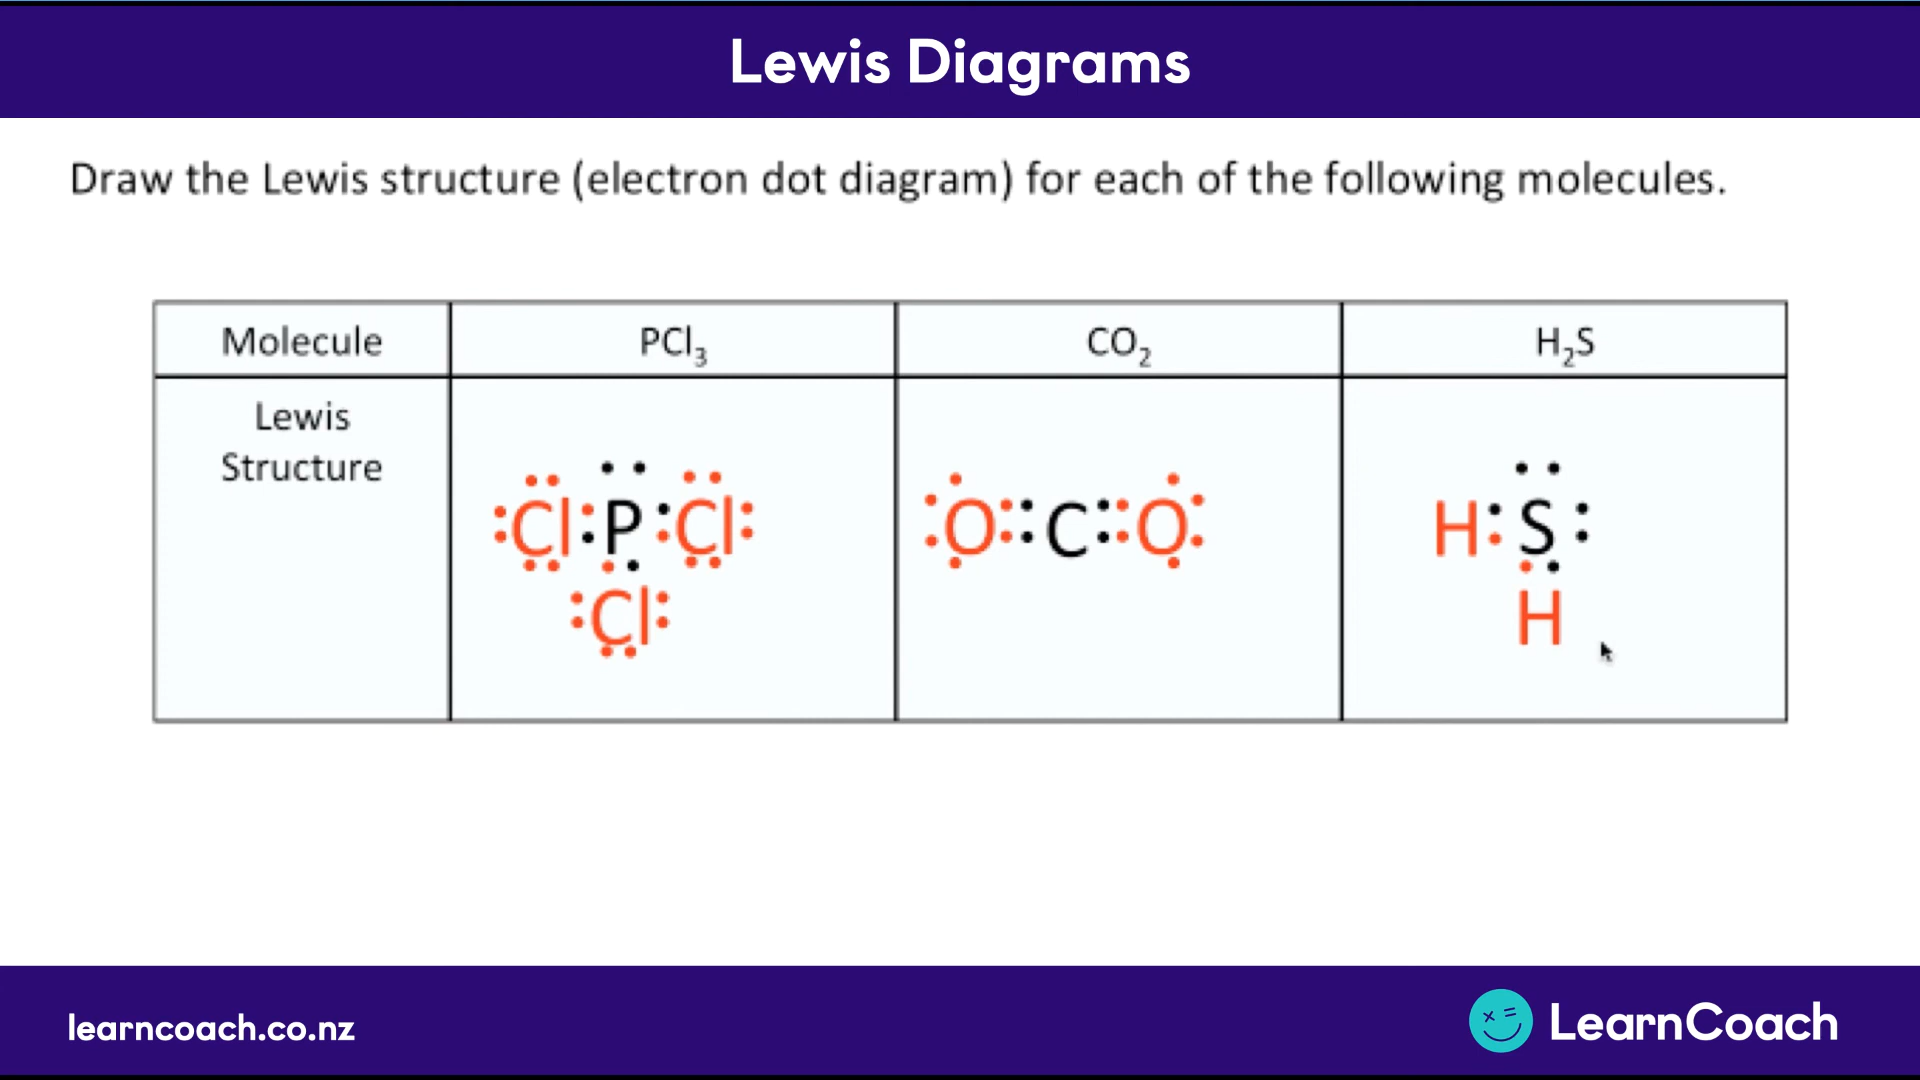 Lewis Diagrams
Draw the Lewis structure (electron dot diagram) for each of the following molecules.
Molecule PCl₃ CO₂ H₂S
Lewis
Structure
Cl P Cl O C O H S
Cl H
learncoach.co.nz LearnCoach